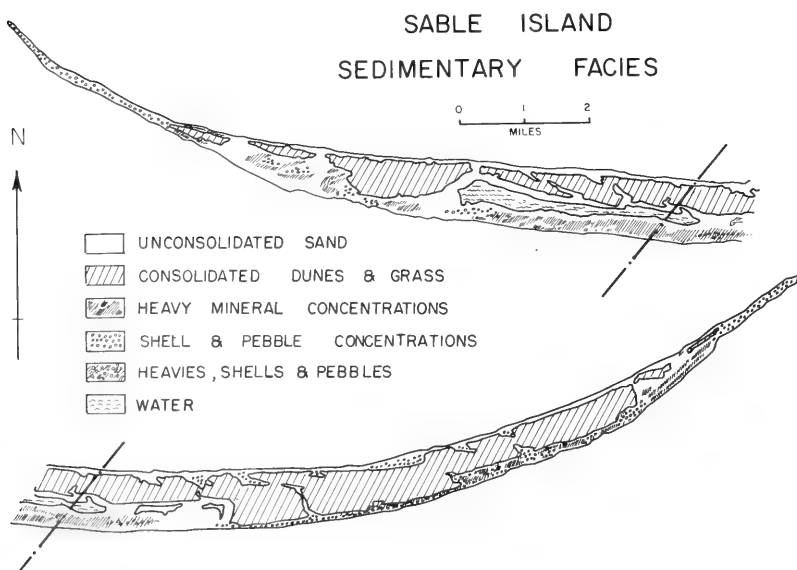 SABLE ISLAND
SEDIMENTARY FACIES
0 1 2
MILES
N
UNCONSOLIDATED SAND
CONSOLIDATED DUNES & GRASS
HEAVY MINERAL CONCENTRATIONS
SHELL & PEBBLE CONCENTRATIONS
HEAVIES, SHELLS & PEBBLES
WATER